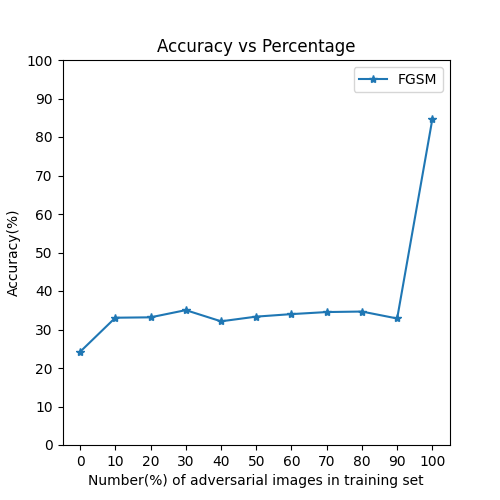 Accuracy vs Percentage
FGSM
Accuracy(%)
100
90
80
70
60
50
40
30
20
10
0
0 10 20 30 40 50 60 70 80 90 100
Number(%) of adversarial images in training set